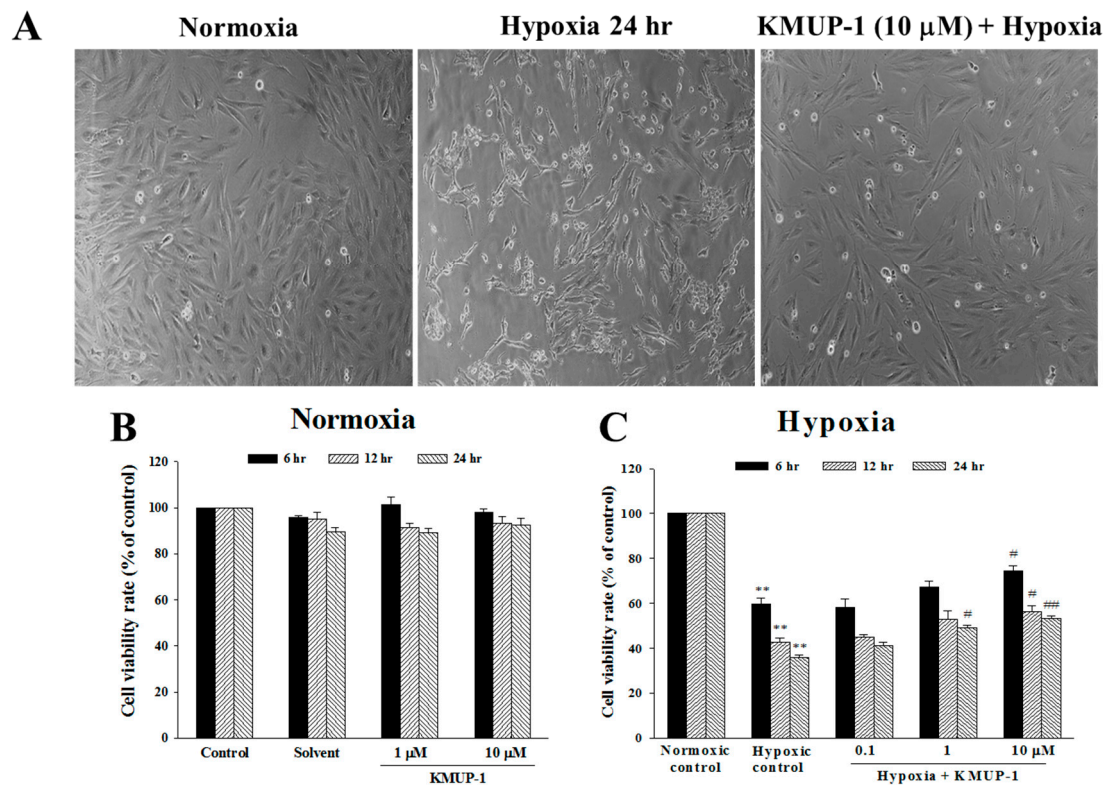 A
Normoxia
Hypoxia 24 hr
KMUP-1 (10 μM) + Hypoxia
B
Normoxia
6 hr 12 hr 24 hr
Cell viability rate (% of control)
120
100
80
60
40
20
0
Control Solvent 1 μM 10 μM
KMUP-1
C
Hypoxia
6 hr 12 hr 24 hr
Cell viability rate (% of control)
120
100
80
60
40
20
0
** ** **
#
# # ##
Normoxic Hypoxic 0.1 1 10 μM
control control
Hypoxia + KMUP-1